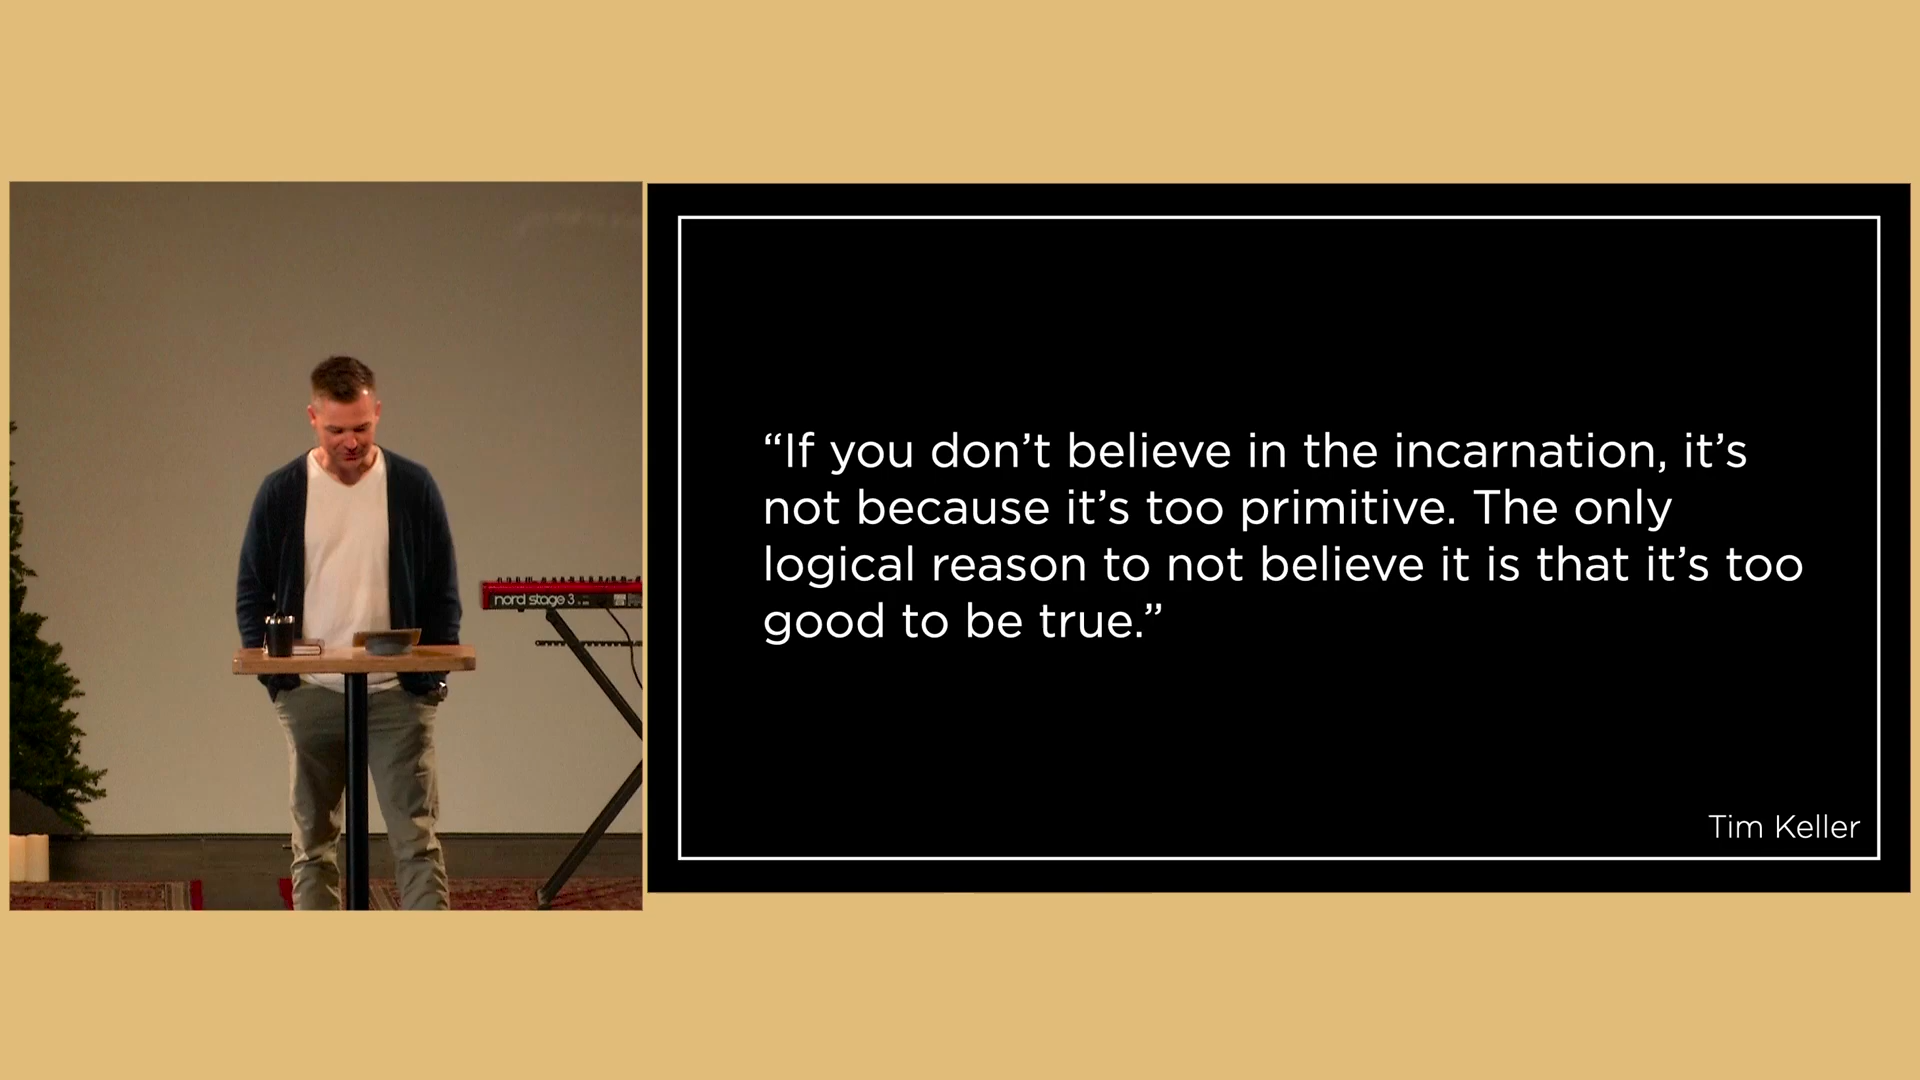 nord stage 3
“If you don’t believe in the incarnation, it’s
not because it’s too primitive. The only
logical reason to not believe it is that it’s too
good to be true.”
Tim Keller